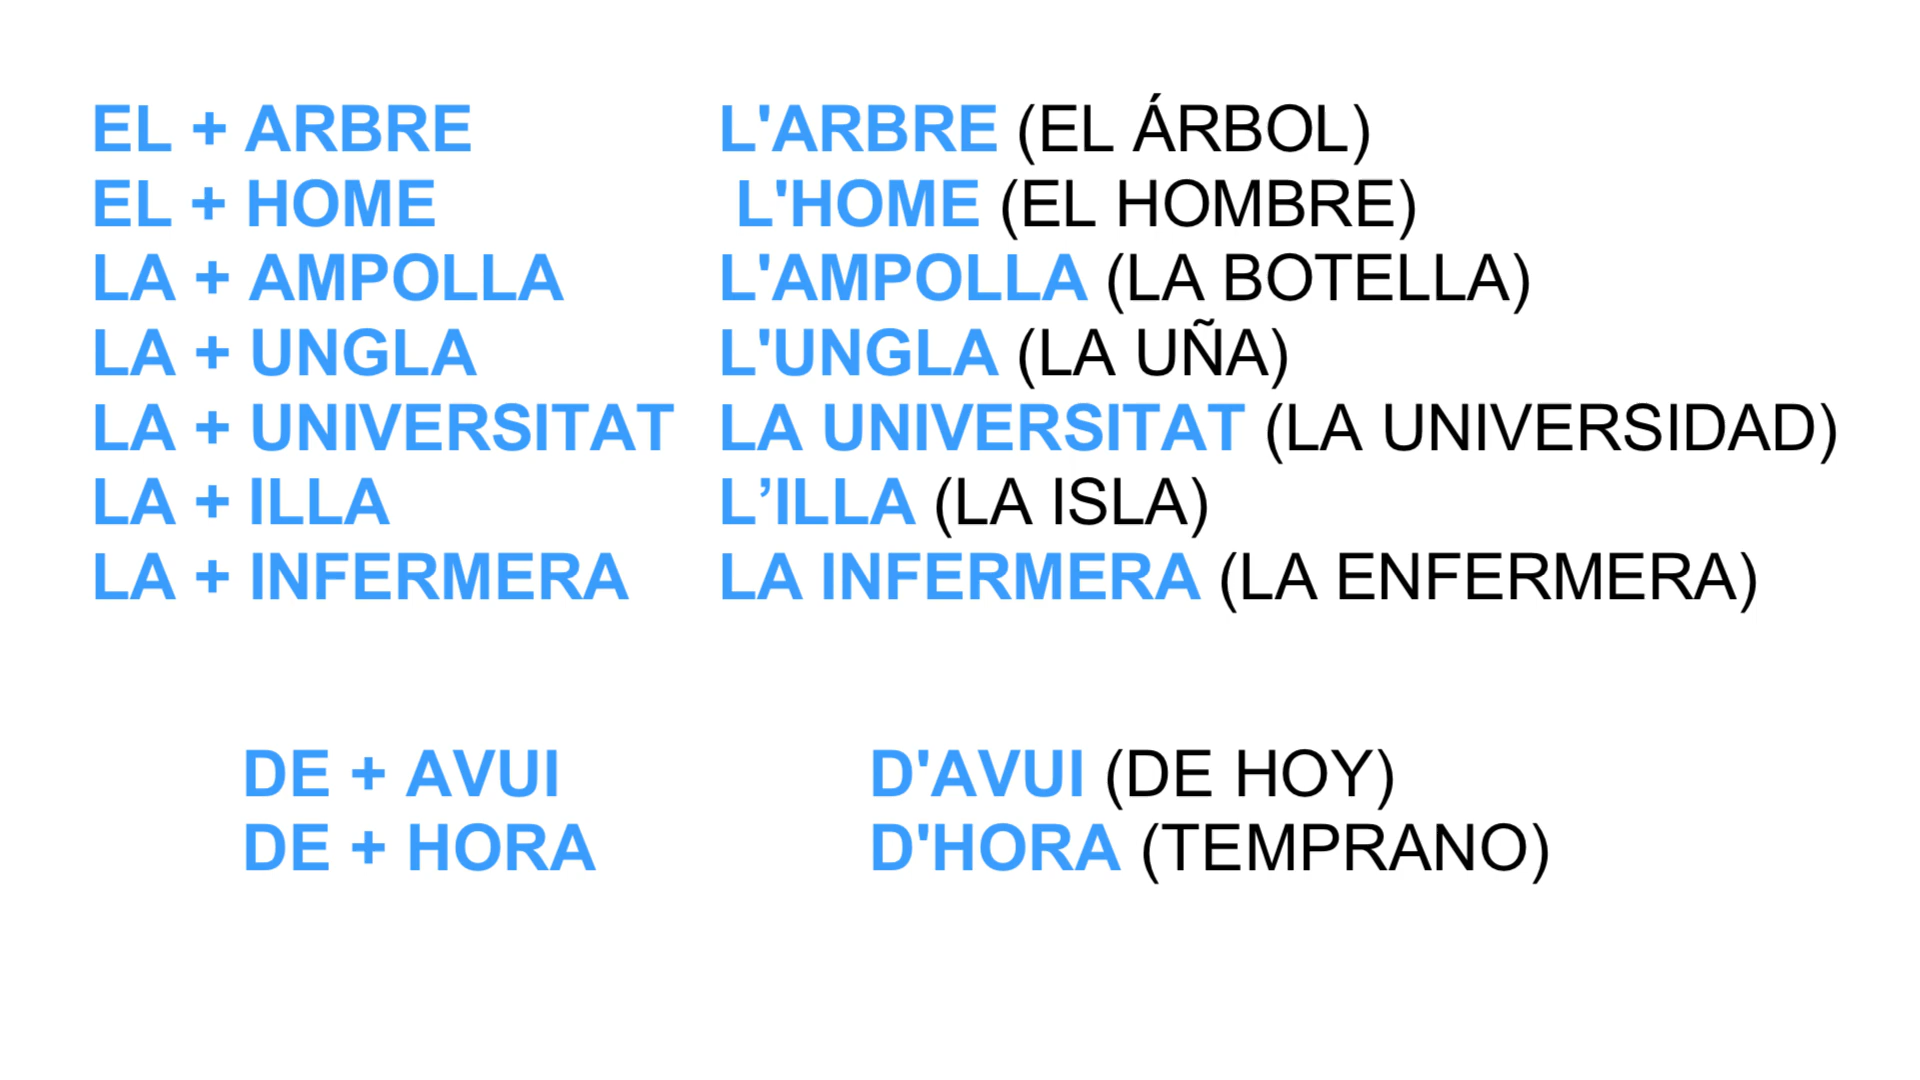 EL + ARBRE L'ARBRE (EL ÁRBOL)
EL + HOME L'HOME (EL HOMBRE)
LA + AMPOLLA L'AMPOLLA (LA BOTELLA)
LA + UNGLA L'UNGLA (LA UÑA)
LA + UNIVERSITAT LA UNIVERSITAT (LA UNIVERSIDAD)
LA + ILLA L’ILLA (LA ISLA)
LA + INFERMERA LA INFERMERA (LA ENFERMERA)
DE + AVUI D'AVUI (DE HOY)
DE + HORA D'HORA (TEMPRANO)